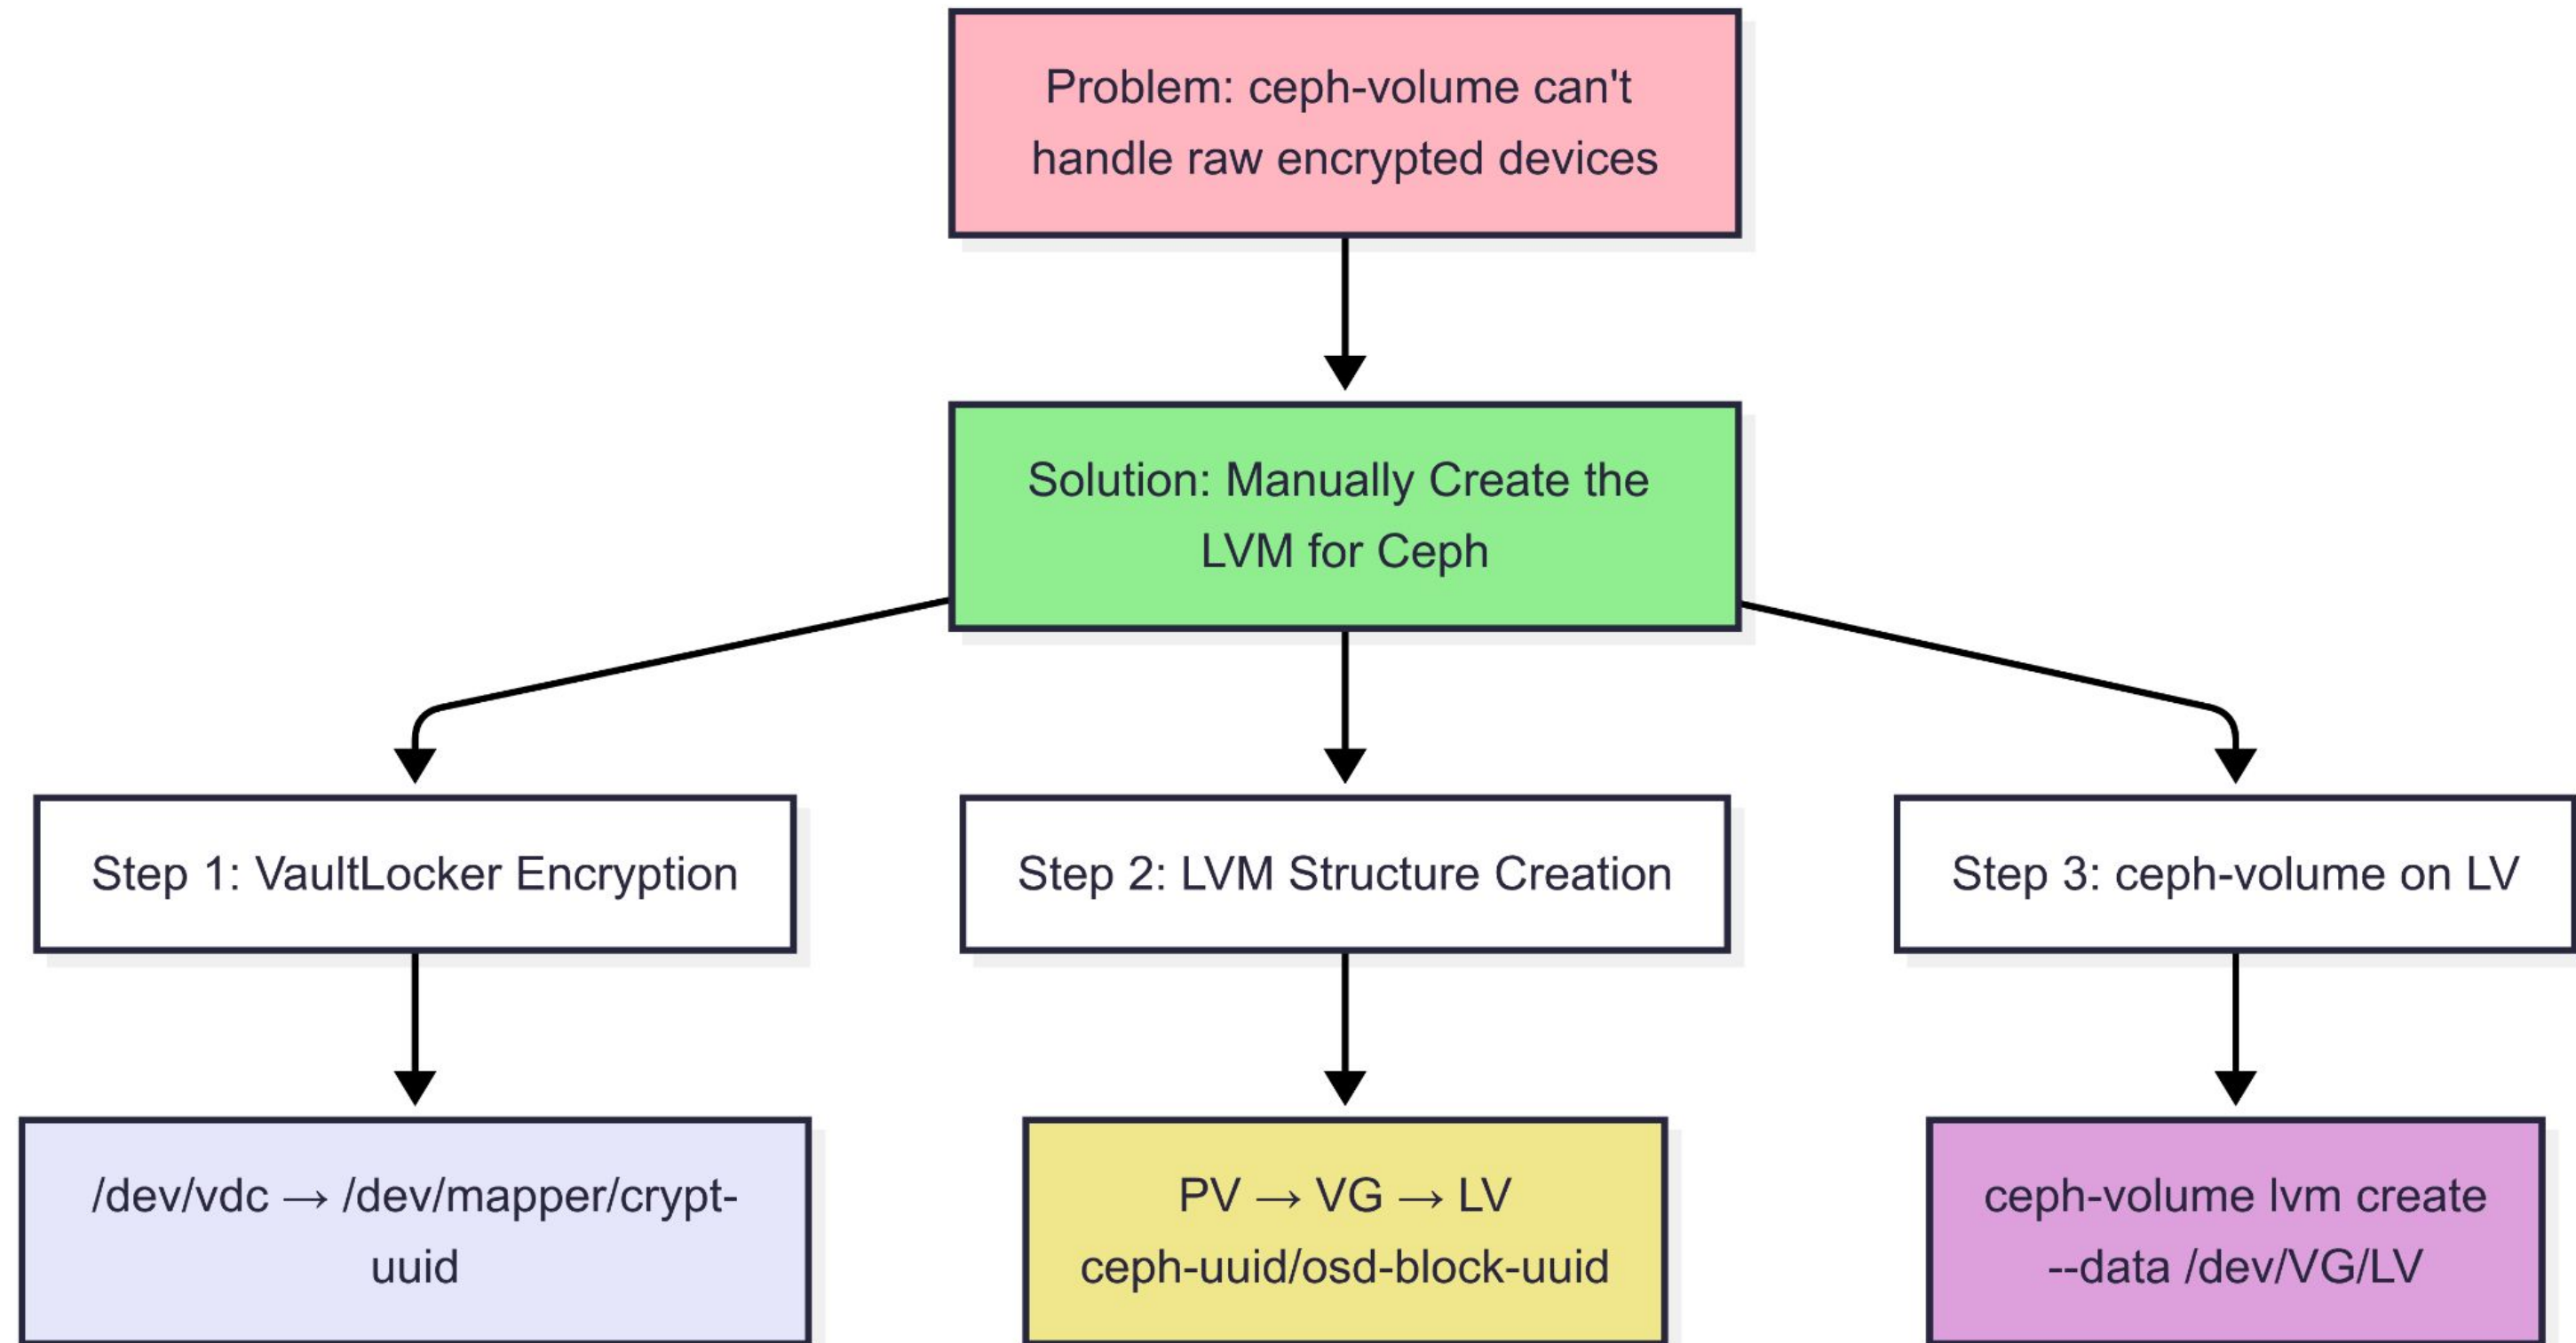 Problem: ceph-volume can't
handle raw encrypted devices
Solution: Manually Create the
LVM for Ceph
Step 1: VaultLocker Encryption
Step 2: LVM Structure Creation
Step 3: ceph-volume on LV
/dev/vdc → /dev/mapper/crypt-
uuid
PV → VG → LV
ceph-uuid/osd-block-uuid
ceph-volume lvm create
--data /dev/VG/LV